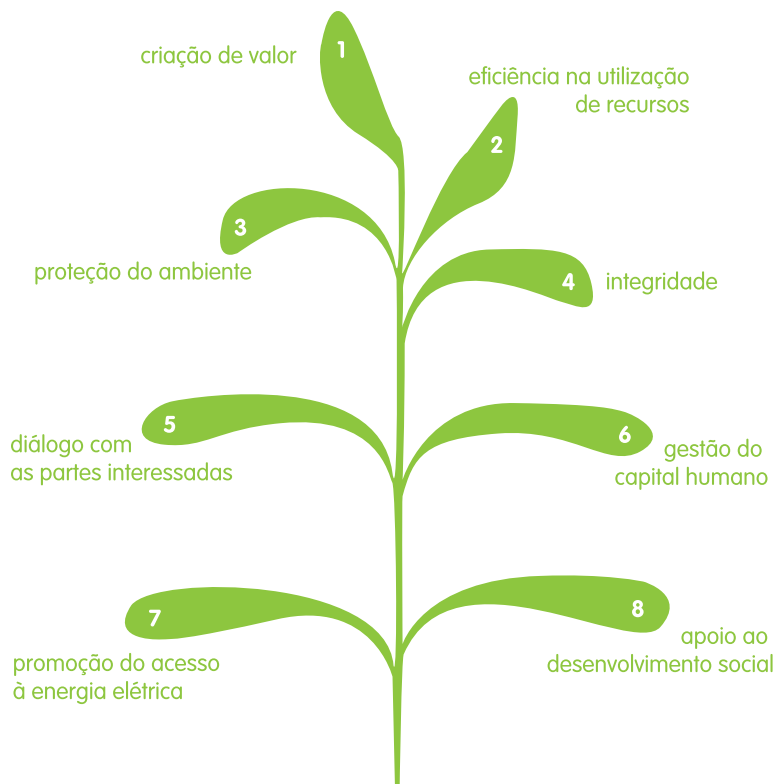 1
criação de valor
2
eficiência na utilização
de recursos
3
proteção do ambiente
4
integridade
5
diálogo com
as partes interessadas
6
gestão do
capital humano
7
promoção do acesso
à energia elétrica
8
apoio ao
desenvolvimento social